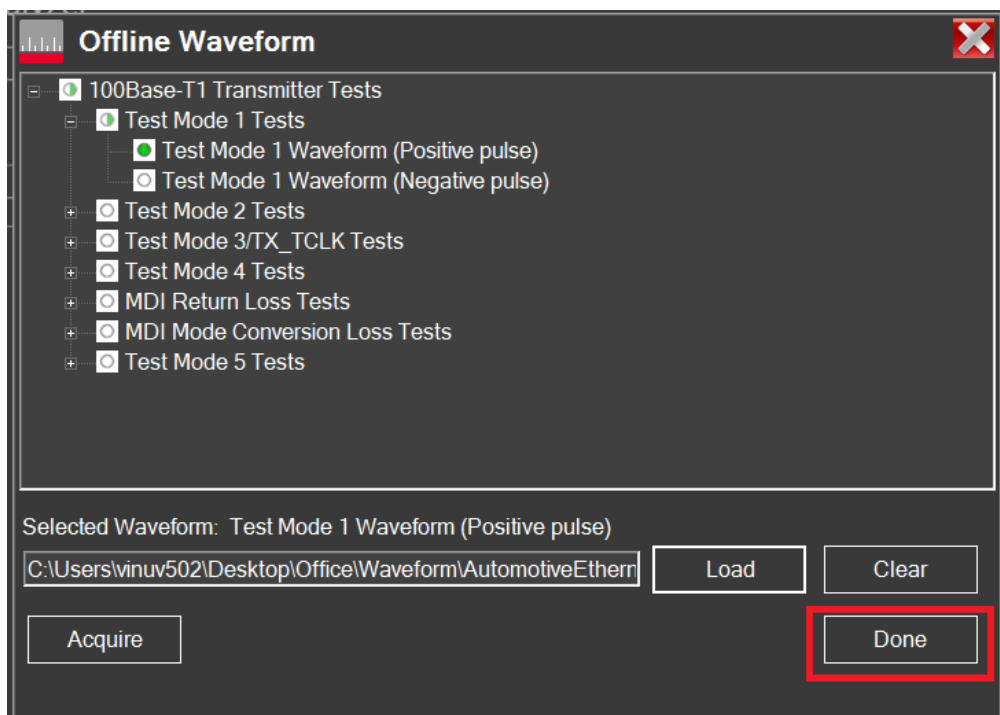 Offline Waveform
100Base-T1 Transmitter Tests
Test Mode 1 Tests
Test Mode 1 Waveform (Positive pulse)
Test Mode 1 Waveform (Negative pulse)
Test Mode 2 Tests
Test Mode 3/TX_TCLK Tests
Test Mode 4 Tests
MDI Return Loss Tests
MDI Mode Conversion Loss Tests
Test Mode 5 Tests
Selected Waveform: Test Mode 1 Waveform (Positive pulse)
C:\Users\vinuv502\Desktop\Office\Waveform\AutomotiveEthern Load Clear
Acquire Done